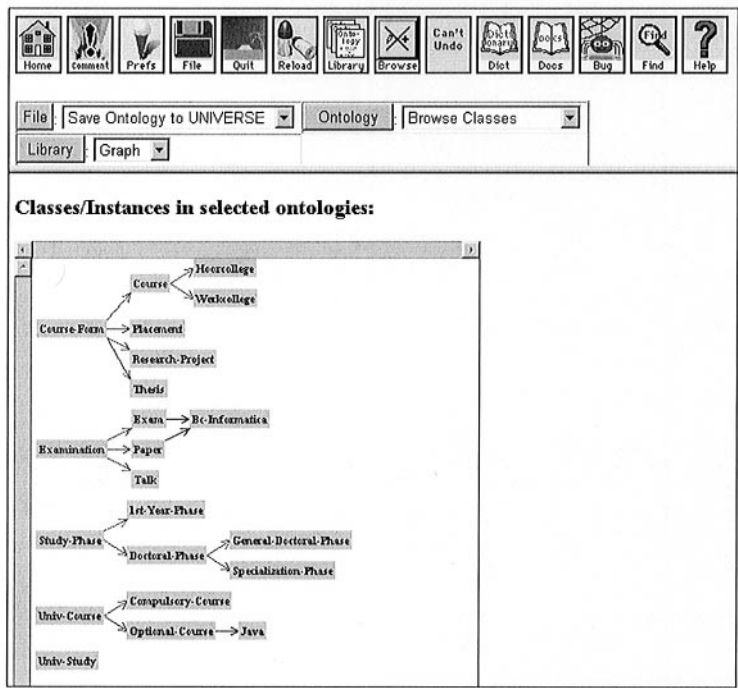 Home Comment Prefs File Quit Reload Library Browse Can't Undo Dict Docs Bug Find Help
File : Save Ontology to UNIVERSE Ontology : Browse Classes
Library : Graph
Classes/Instances in selected ontologies:
Hoorcollege
Course
Werkcollege
Course-Form Placement
Research-Project
Thesis
Exam Bc-Informatica
Examination Paper
Talk
1st-Year-Phase
Study-Phase General-Doctoral-Phase
Doctoral-Phase
Specialization-Phase
Compulsory-Course
Univ-Course
Optional-Course Java
Univ-Study